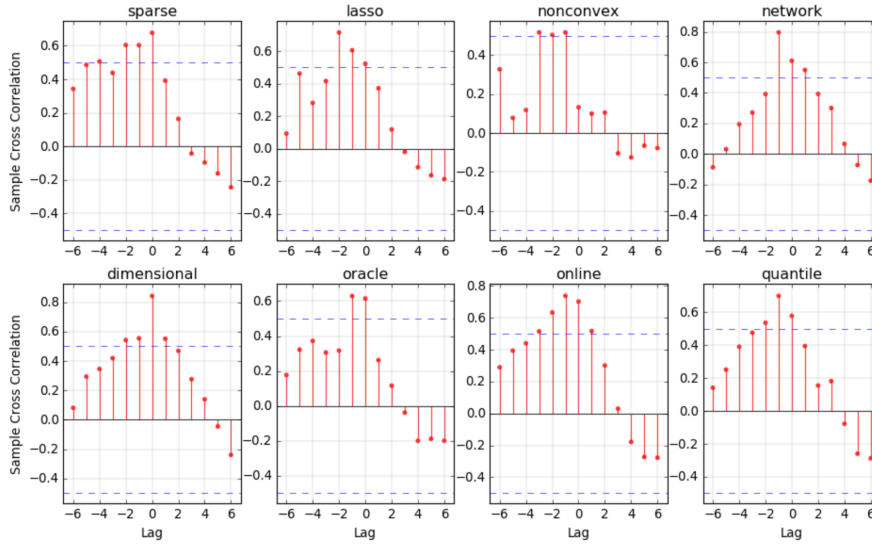 sparse lasso nonconvex network
Sample Cross Correlation
0.6 0.6 0.4 0.8
0.4 0.4 0.2 0.6
0.2 0.2 0.0 0.4
0.0 0.0 −0.2 0.2
−0.2 −0.2 −0.4 0.0
−0.4 −0.4 −0.2
−0.4
−6 −4 −2 0 2 4 6 −6 −4 −2 0 2 4 6 −6 −4 −2 0 2 4 6 −6 −4 −2 0 2 4 6
dimensional oracle online quantile
Sample Cross Correlation
0.8 0.6 0.8 0.6
0.6 0.4 0.6 0.4
0.4 0.2 0.4 0.2
0.2 0.0 0.2 0.0
0.0 −0.2 0.0 −0.2
−0.2 −0.4 −0.2 −0.4
−0.4 −0.4
−6 −4 −2 0 2 4 6 −6 −4 −2 0 2 4 6 −6 −4 −2 0 2 4 6 −6 −4 −2 0 2 4 6
Lag Lag Lag Lag